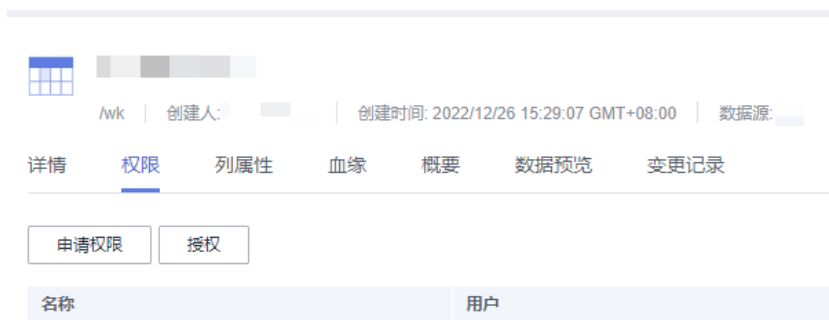 /wk 创建人: 创建时间: 2022/12/26 15:29:07 GMT+08:00 数据源:
详情 权限 列属性 血缘 概要 数据预览 变更记录
申请权限 授权
名称 用户